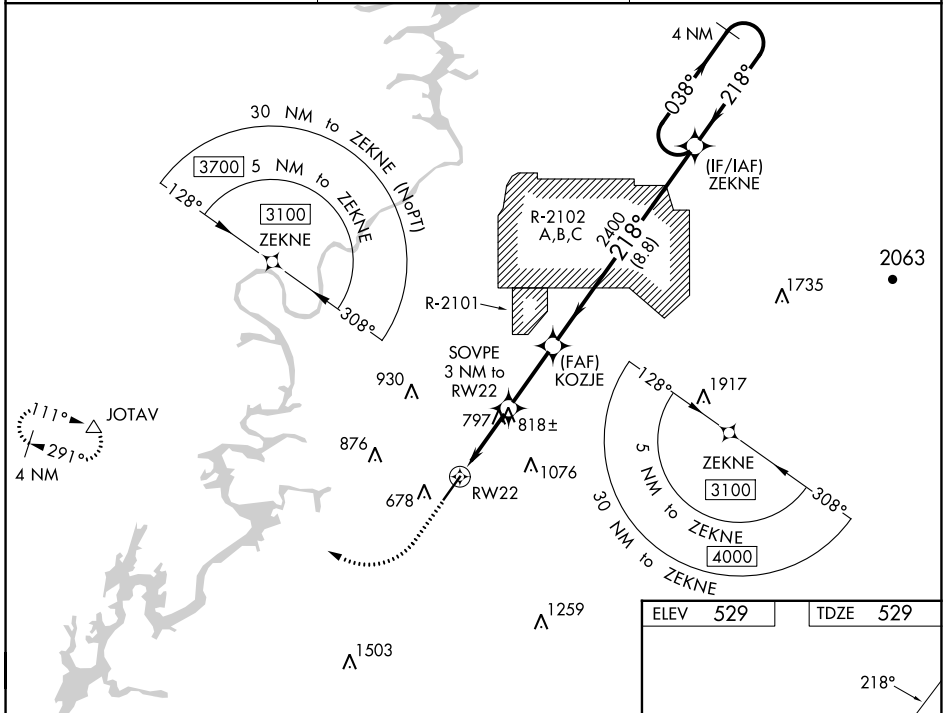 4 NM
038°
218°
(IF/IAF)
ZEKNE
30 NM to ZEKNE (NoPT)
3700
5 NM to ZEKNE
128°
3100
ZEKNE
308°
R-2102
A,B,C
2400
218°
(8.8)
2063
1735
R-2101
SOVPE
3 NM to
RW22
(FAF)
KOZJE
930
797
818±
128°
1917
111°
JOTAV
291°
4 NM
876
1076
678
RW22
ZEKNE
3100
308°
5 NM to ZEKNE
4000
30 NM to ZEKNE
1259
1503
ELEV 529
TDZE 529
218°